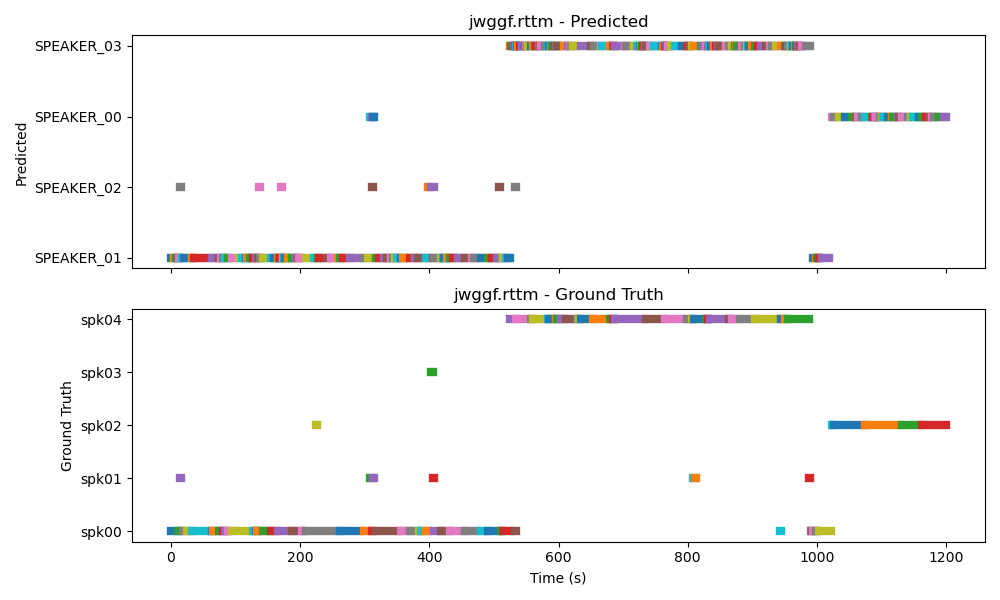 jwggf.rttm - Predicted
SPEAKER_03
SPEAKER_00
SPEAKER_02
SPEAKER_01
Predicted
jwggf.rttm - Ground Truth
spk04
spk03
spk02
spk01
spk00
Ground Truth
0 200 400 600 800 1000 1200
Time (s)